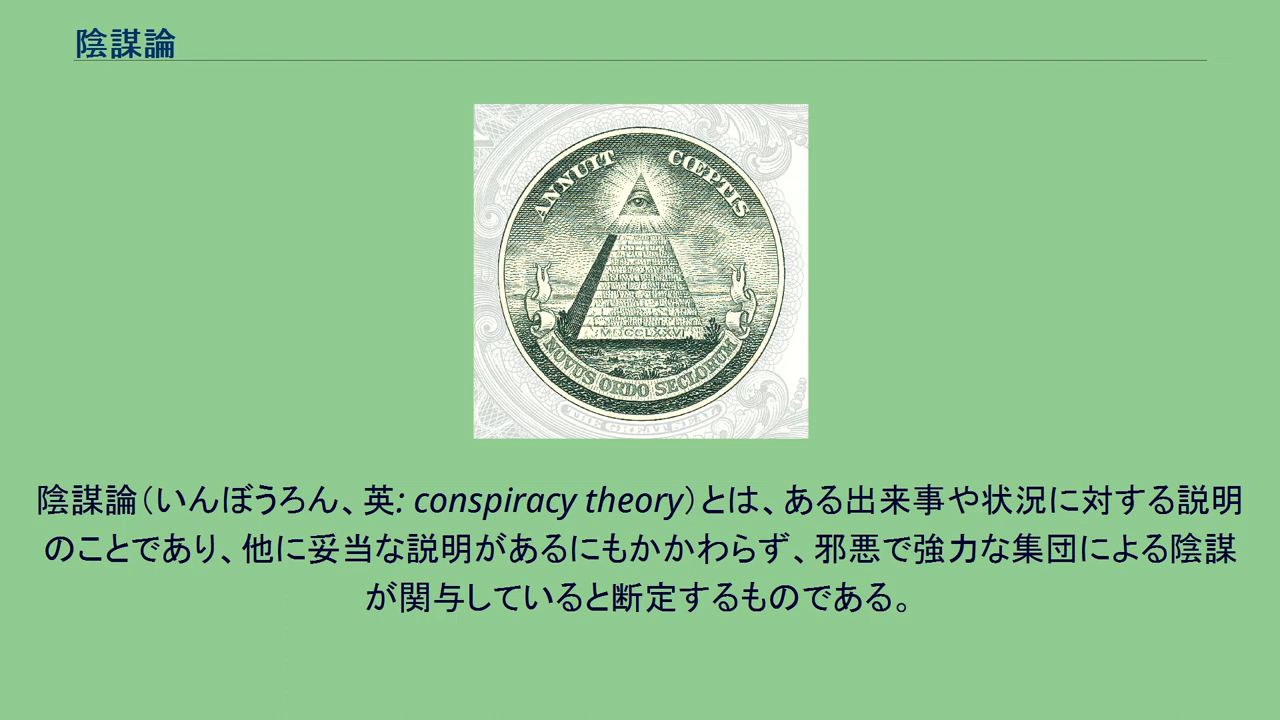 陰謀論
ANNUIT CŒPTIS
MDCCLXXVI
NOVUS ORDO SECLORUM
THE GREAT SEAL
陰謀論（いんぼうろん、英: conspiracy theory）とは、ある出来事や状況に対する説明
のことであり、他に妥当な説明があるにもかかわらず、邪悪で強力な集団による陰謀
が関与していると断定するものである。